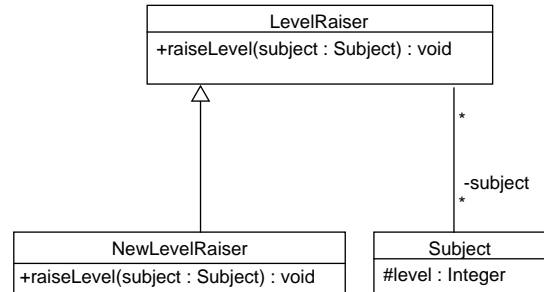 LevelRaiser
+raiseLevel(subject : Subject) : void
*
-subject
*
NewLevelRaiser
+raiseLevel(subject : Subject) : void
Subject
#level : Integer